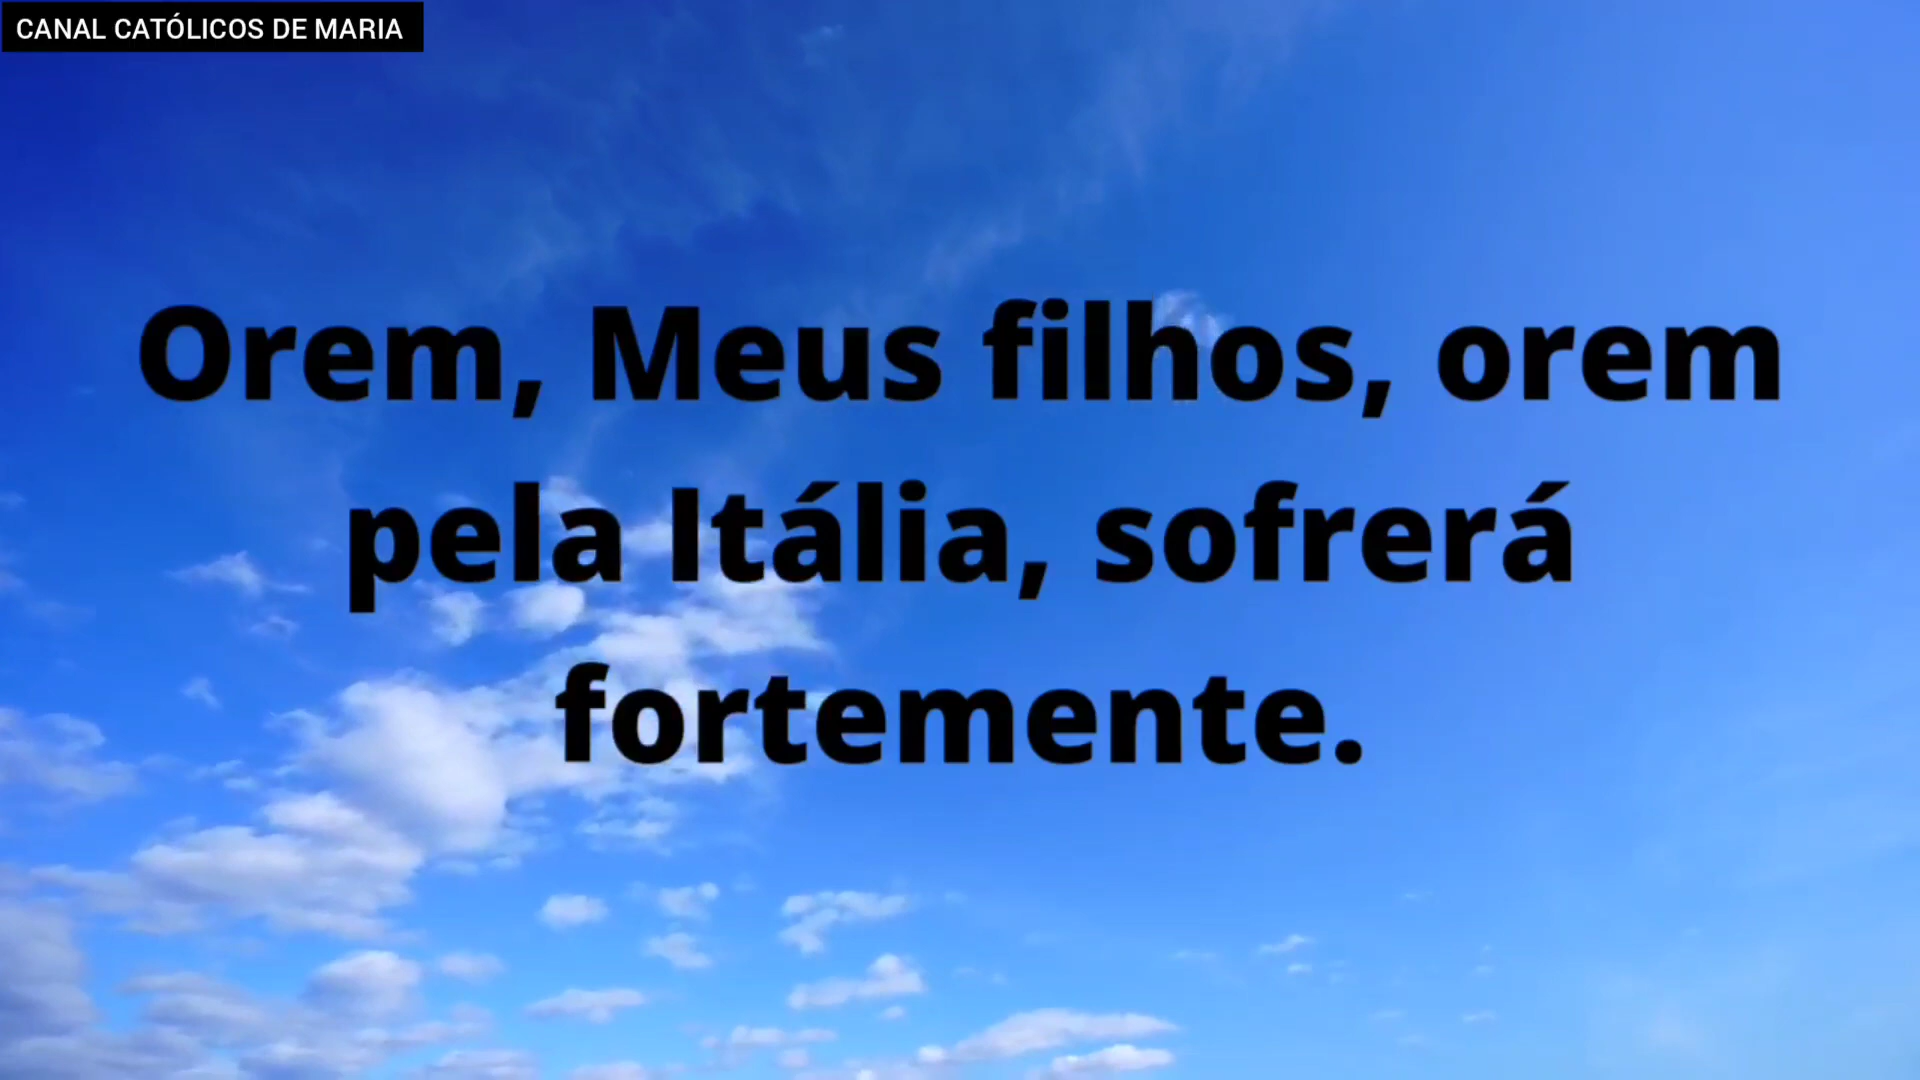 CANAL CATÓLICOS DE MARIA
Orem, Meus filhos, orem
pela Itália, sofrerá
fortemente.